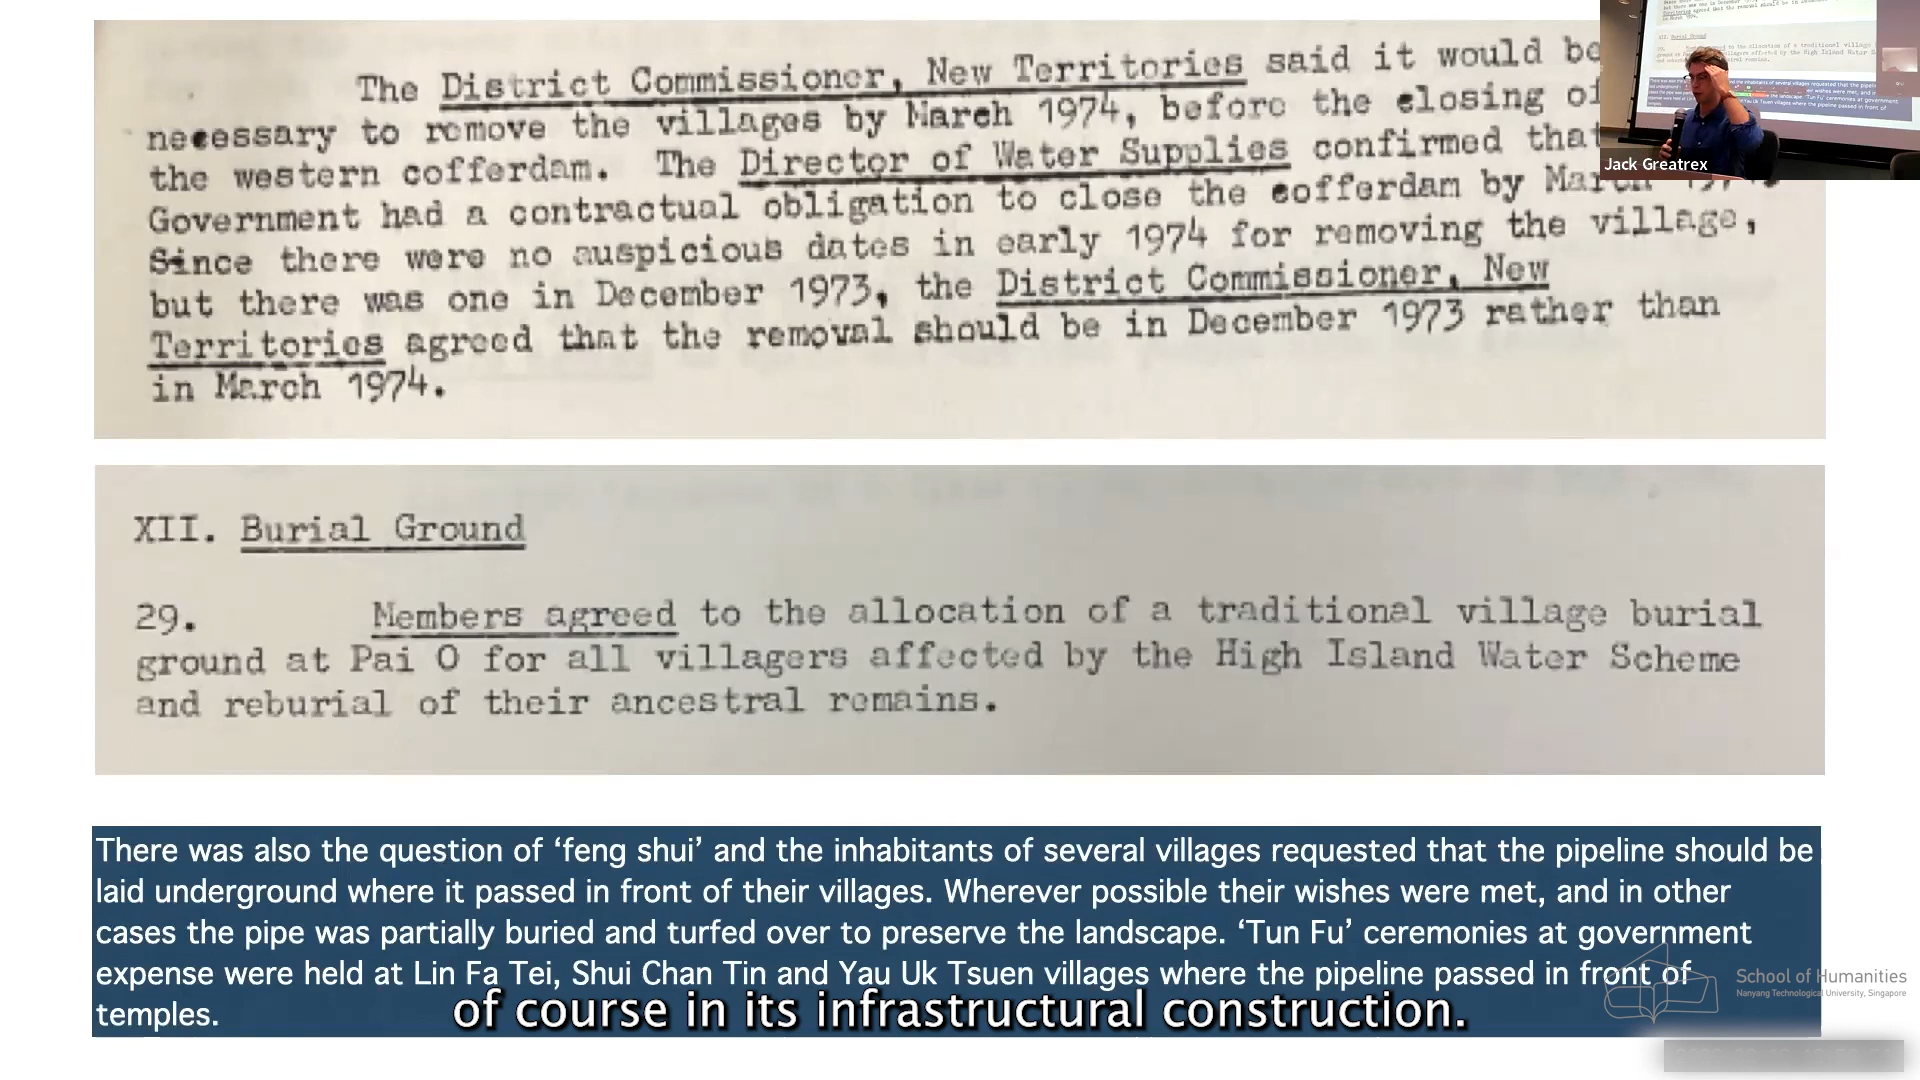 The District Commissioner, New Territories said it would be
necessary to remove the villages by March 1974, before the closing of
the western cofferdam. The Director of Water Supplies confirmed that
Government had a contractual obligation to close the cofferdam by March
Since there were no auspicious dates in early 1974 for removing the village,
but there was one in December 1973, the District Commissioner, New
Territories agreed that the removal should be in December 1973 rather than
in March 1974.
XII. Burial Ground
29. Members agreed to the allocation of a traditional village burial
ground at Pai O for all villagers affected by the High Island Water Scheme
and reburial of their ancestral remains.
There was also the question of ‘feng shui’ and the inhabitants of several villages requested that the pipeline should be
laid underground where it passed in front of their villages. Wherever possible their wishes were met, and in other
cases the pipe was partially buried and turfed over to preserve the landscape. ‘Tun Fu’ ceremonies at government
expense were held at Lin Fa Tei, Shui Chan Tin and Yau Uk Tsuen villages where the pipeline passed in front of
temples.
of course in its infrastructural construction.
Jack Greatrex
School of Humanities
Nanyang Technological University, Singapore